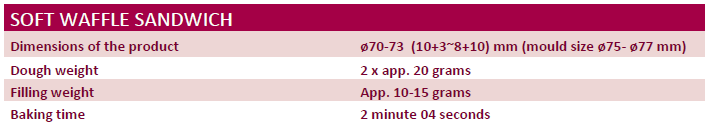 SOFT WAFFLE SANDWICH
Dimensions of the product ø70-73 (10+3~8+10) mm (mould size ø75- ø77 mm)
Dough weight 2 x app. 20 grams
Filling weight App. 10-15 grams
Baking time 2 minute 04 seconds